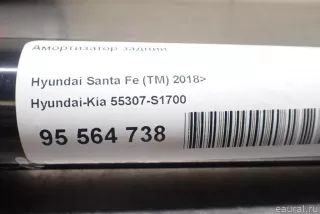 Амортизатор задний
Hyundai Santa Fe (TM) 2018>
Hyundai-Kia 55307-S1700
95 564 738
eaural.ru